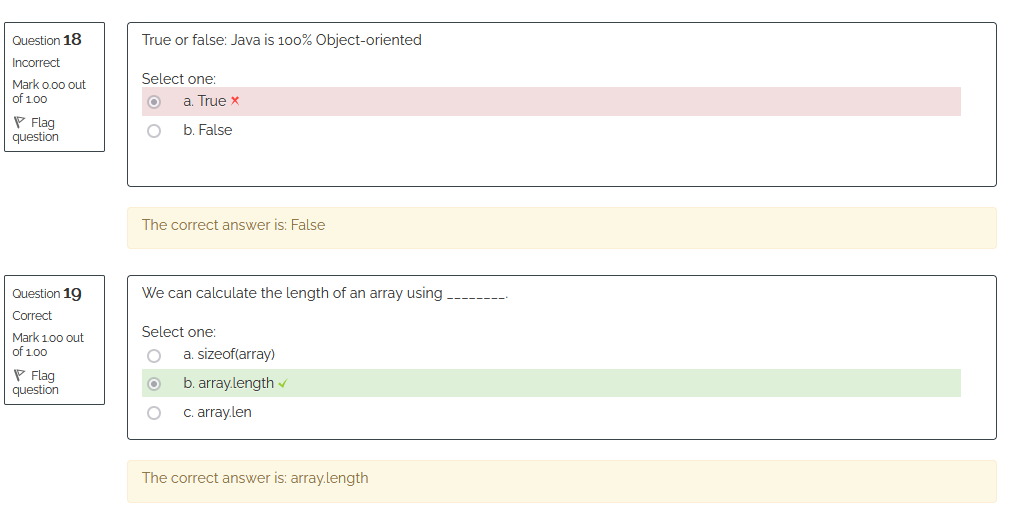 Question 18
Incorrect
Mark 0.00 out
of 1.00
Flag
question
True or false: Java is 100% Object-oriented
Select one:
a. True
b. False
The correct answer is: False
Question 19
Correct
Mark 1.00 out
of 1.00
Flag
question
We can calculate the length of an array using ________.
Select one:
a. sizeof(array)
b. array.length
c. array.len
The correct answer is: array.length